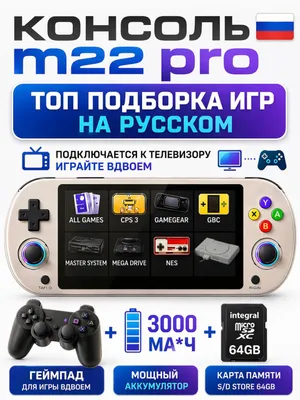 КОНСОЛЬ
m22 pro
ТОП ПОДБОРКА ИГР
НА РУССКОМ
ПОДКЛЮЧАЕТСЯ К ТЕЛЕВИЗОРУ
ИГРАЙТЕ ВДВОЕМ
ALL GAMES
CPS 3
GAMEGEAR
GBC
MASTER SYSTEM
MEGA DRIVE
NES
X
Y
A
B
3000
МА*Ч
integral
micro
SD
XC
64GB
ГЕЙМПАД
ДЛЯ ИГРЫ ВДВОЕМ
МОЩНЫЙ
АККУМУЛЯТОР
КАРТА ПАМЯТИ
S/D STORE 64GB